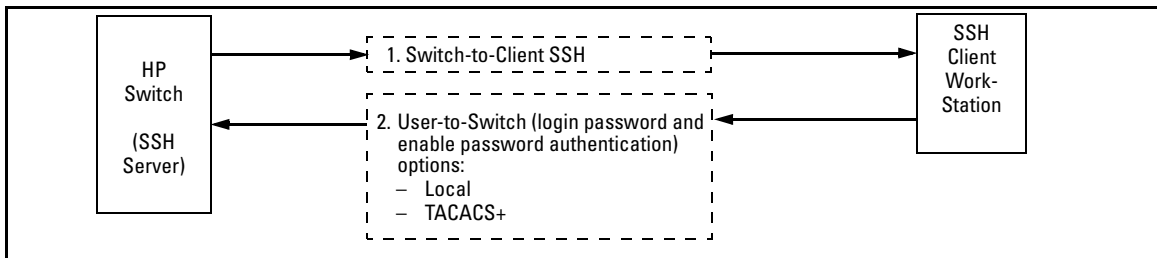 HP
Switch
(SSH
Server)
1. Switch-to-Client SSH
2. User-to-Switch (login password and
enable password authentication)
options:
– Local
– TACACS+
SSH
Client
Work-
Station